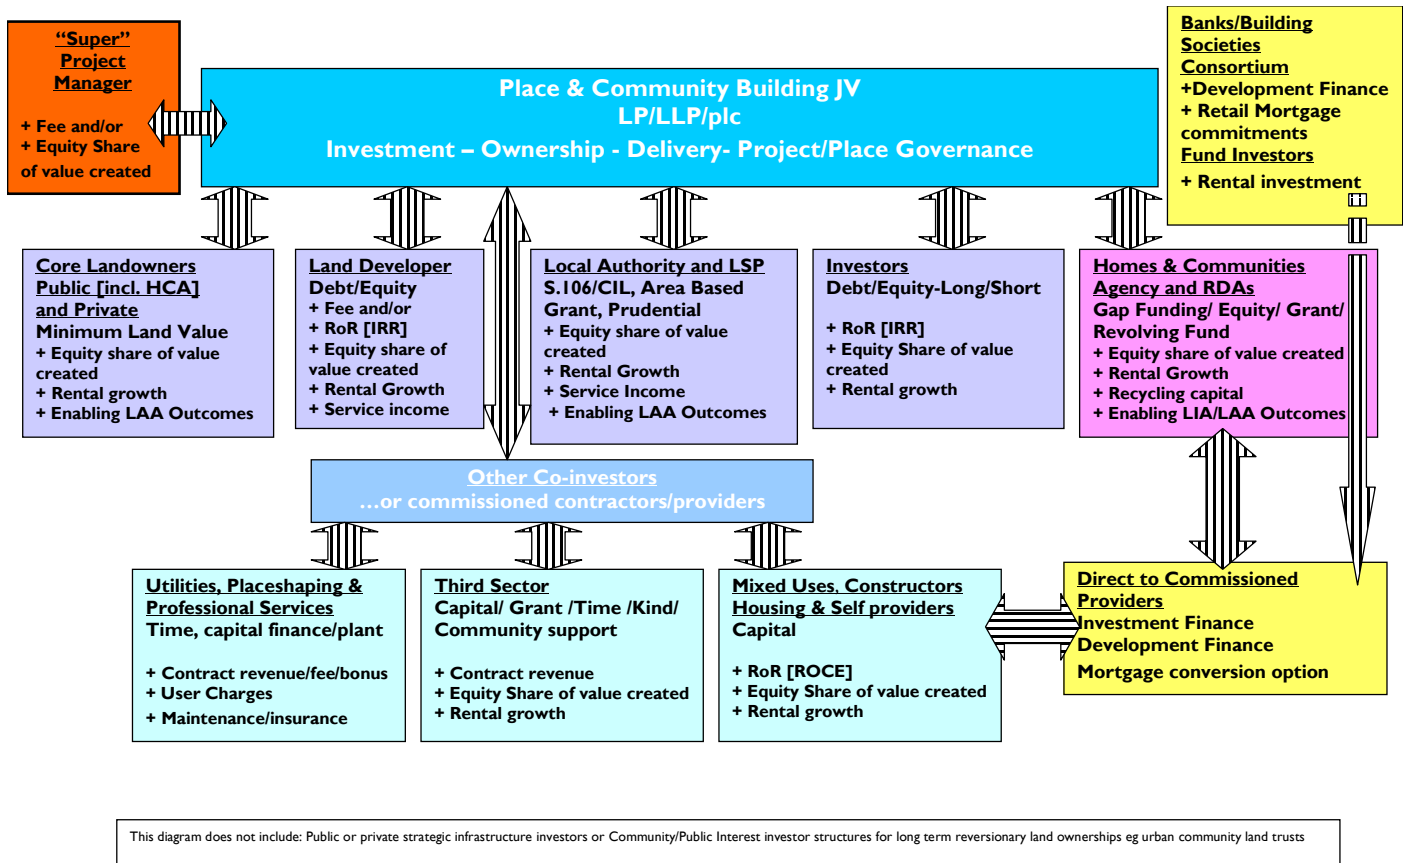 “Super”
Project
Manager
+ Fee and/or
+ Equity Share
of value created
Place & Community Building JV
LP/LLP/plc
Investment – Ownership - Delivery- Project/Place Governance
Banks/Building
Societies
Consortium
+Development Finance
+ Retail Mortgage
commitments
Fund Investors
+ Rental investment
Core Landowners
Public [incl. HCA]
and Private
Minimum Land Value
+ Equity share of value
created
+ Rental growth
+ Enabling LAA Outcomes
Land Developer
Debt/Equity
+ Fee and/or
+ RoR [IRR]
+ Equity share of
value created
+ Rental Growth
+ Service income
Local Authority and LSP
S.106/CIL, Area Based
Grant, Prudential
+ Equity share of value
created
+ Rental Growth
+ Service Income
+ Enabling LAA Outcomes
Investors
Debt/Equity-Long/Short
+ RoR [IRR]
+ Equity Share of value
created
+ Rental growth
Homes & Communities
Agency and RDAs
Gap Funding/ Equity/ Grant/
Revolving Fund
+ Equity share of value created
+ Rental Growth
+ Recycling capital
+ Enabling LIA/LAA Outcomes
Other Co-investors
…or commissioned contractors/providers
Utilities, Placeshaping &
Professional Services
Time, capital finance/plant
+ Contract revenue/fee/bonus
+ User Charges
+ Maintenance/insurance
Third Sector
Capital/ Grant /Time /Kind/
Community support
+ Contract revenue
+ Equity Share of value created
+ Rental growth
Mixed Uses, Constructors
Housing & Self providers
Capital
+ RoR [ROCE]
+ Equity Share of value created
+ Rental growth
Direct to Commissioned
Providers
Investment Finance
Development Finance
Mortgage conversion option
This diagram does not include: Public or private strategic infrastructure investors or Community/Public Interest investor structures for long term reversionary land ownerships eg urban community land trusts